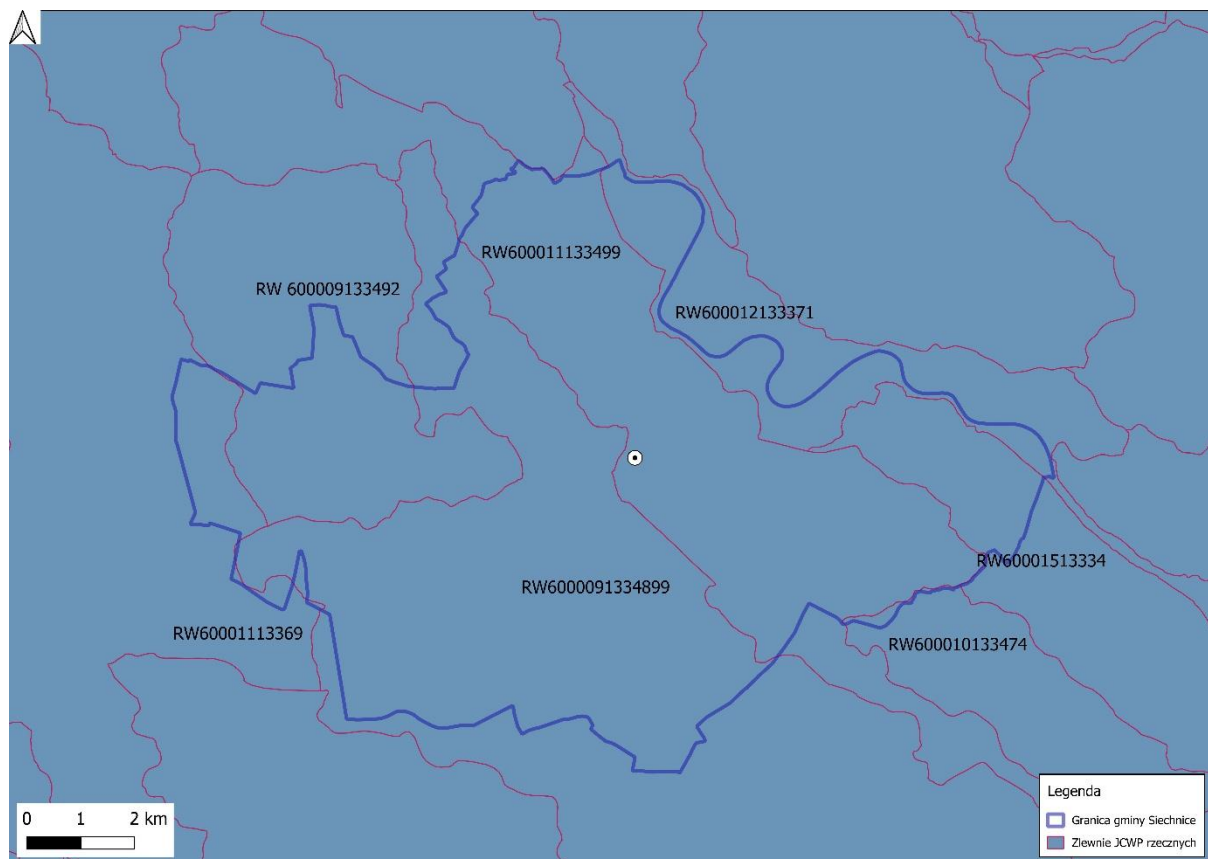 RW600011133499
RW 600009133492
RW600012133371
RW60001513334
RW6000091334899
RW60001113369
RW600010133474
0 1 2 km
Legenda
Granica gminy Siechnice
Zlewnie JCWP rzecznych